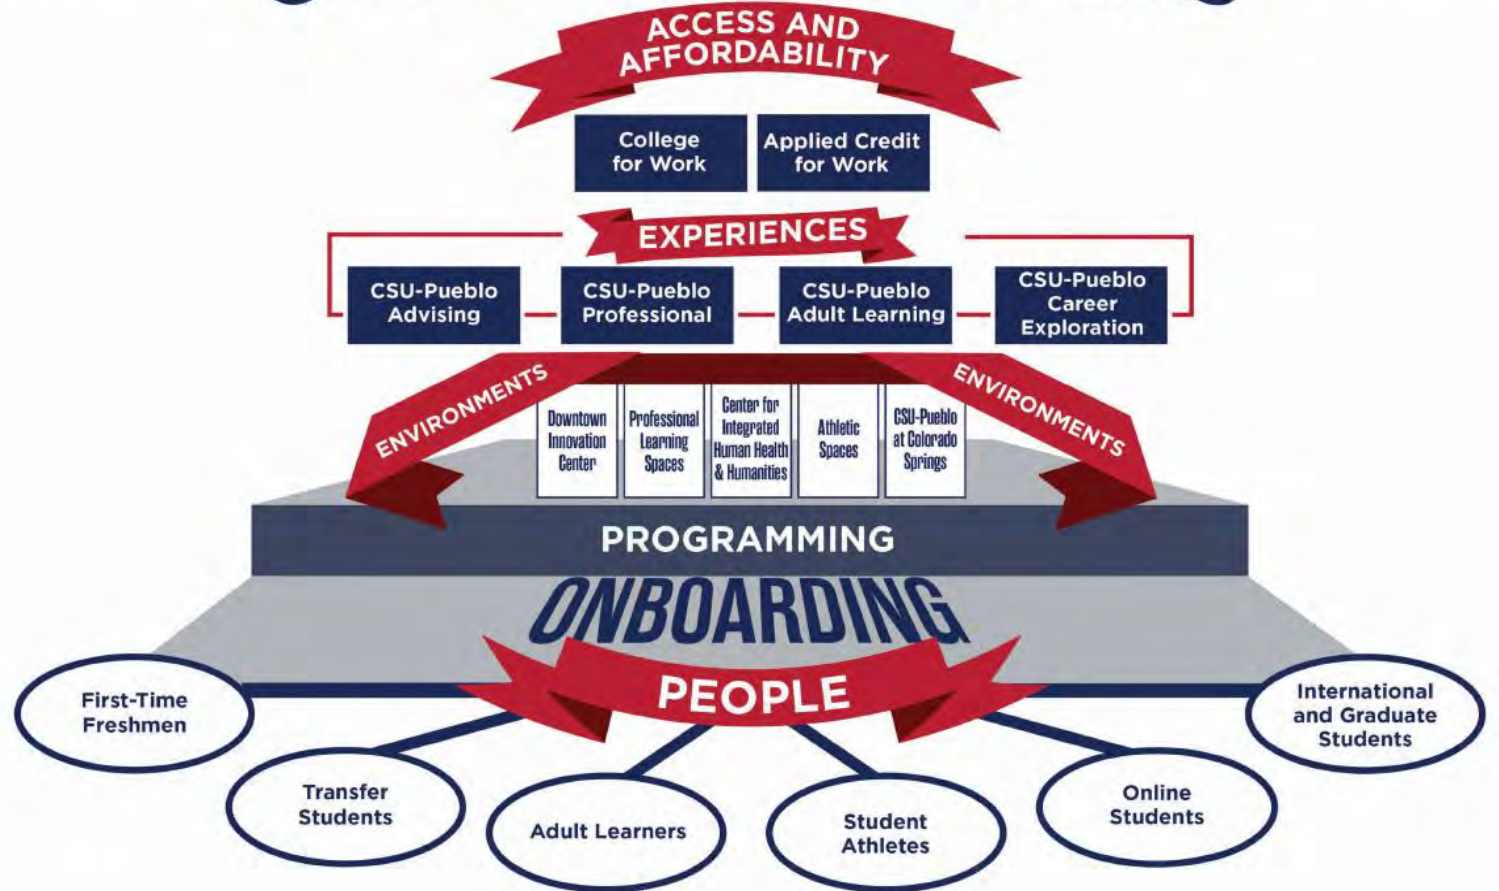 ACCESS AND
AFFORDABILITY
College
for Work
Applied Credit
for Work
EXPERIENCES
CSU-Pueblo
Advising
CSU-Pueblo
Professional
CSU-Pueblo
Adult Learning
CSU-Pueblo
Career
Exploration
ENVIRONMENTS
ENVIRONMENTS
Downtown
Innovation
Center
Professional
Learning
Spaces
Center for
Integrated
Human Health
& Humanities
Athletic
Spaces
CSU-Pueblo
at Colorado
Springs
PROGRAMMING
ONBOARDING
PEOPLE
First-Time
Freshmen
Transfer
Students
Adult Learners
Student
Athletes
Online
Students
International
and Graduate
Students